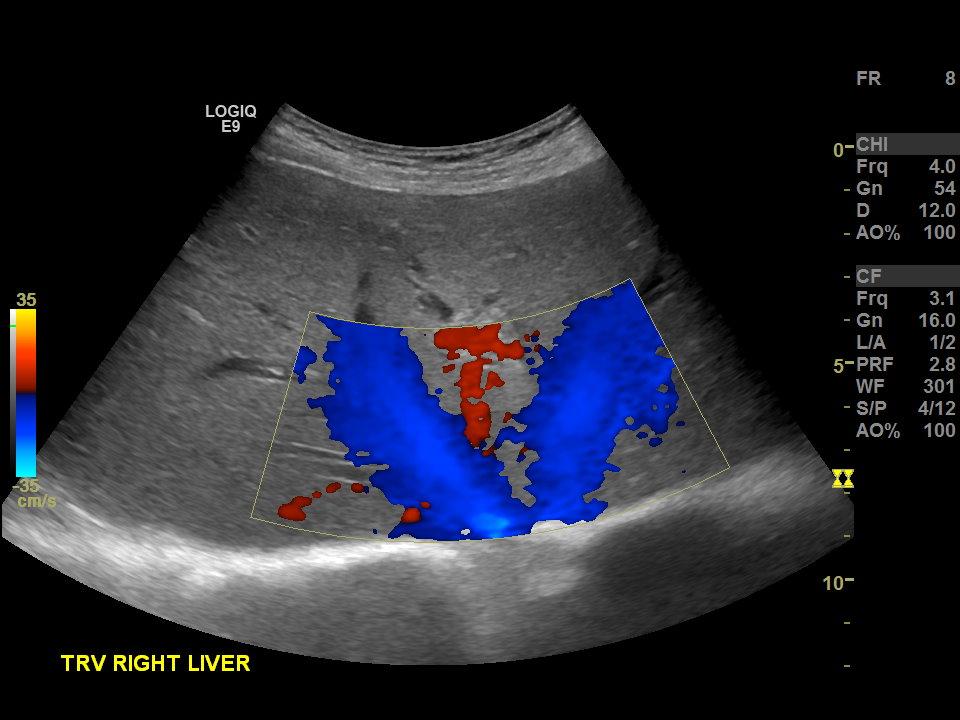 LOGIQ
E9
FR 8
0
CHI
Frq 4.0
Gn 54
D 12.0
AO% 100
CF
Frq 3.1
Gn 16.0
L/A 1/2
PRF 2.8
WF 301
S/P 4/12
AO% 100
35
-35
cm/s
5
10
TRV RIGHT LIVER